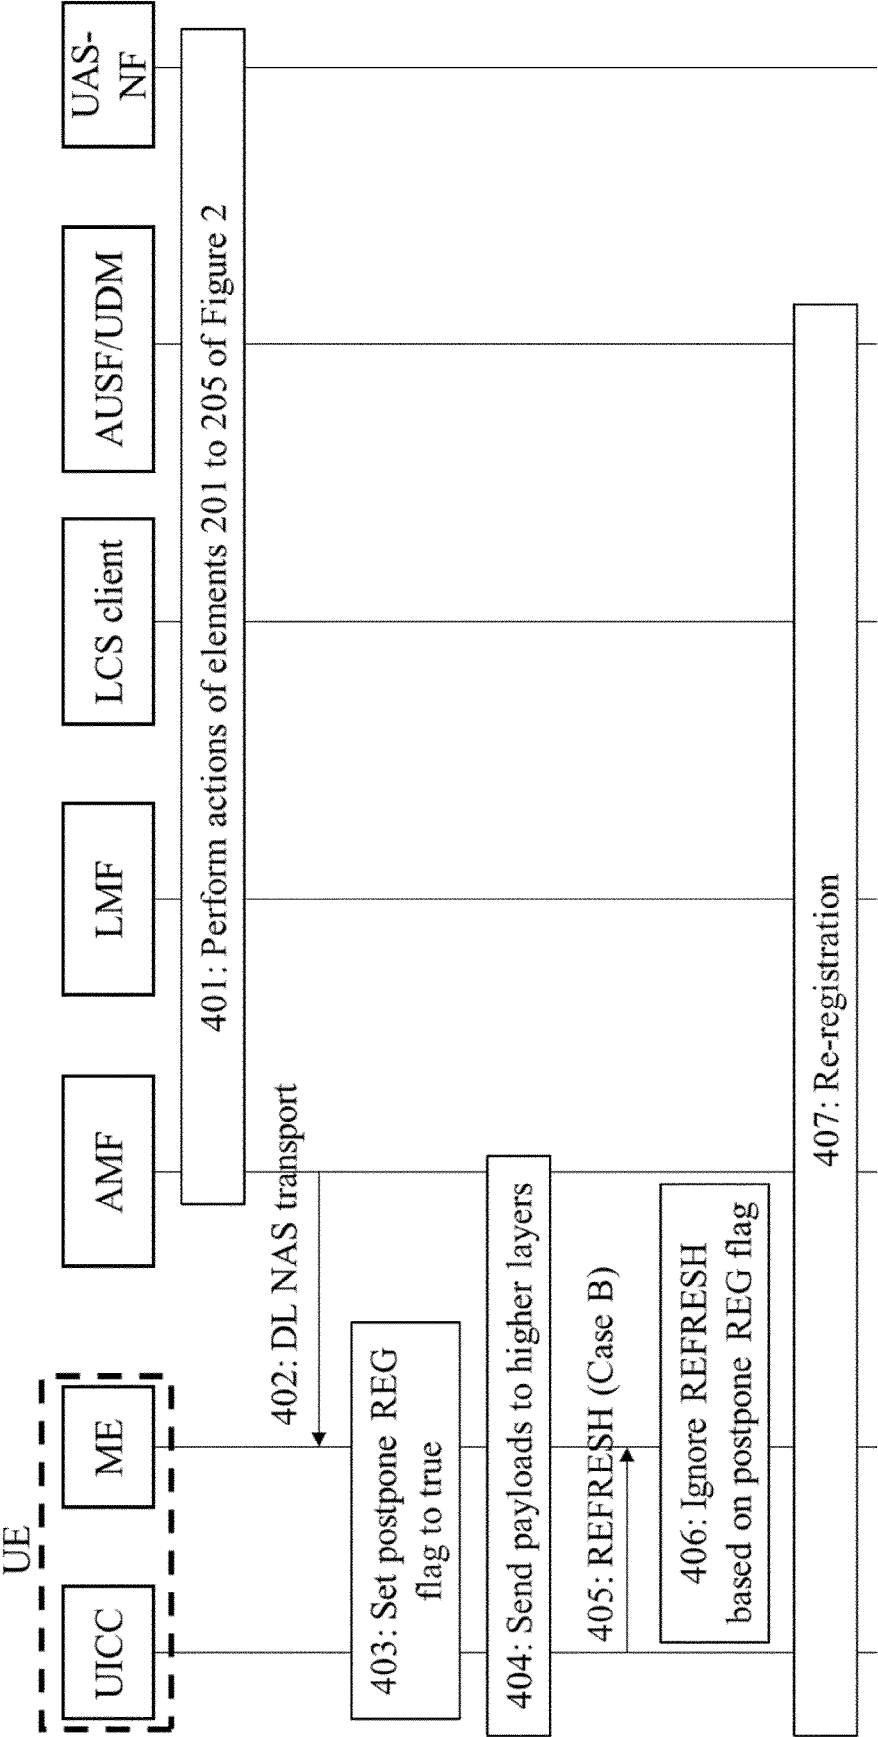 UE
UICC
ME
AMF
LMF
LCS client
AUSF/UDM
UAS-
NF
401: Perform actions of elements 201 to 205 of Figure 2
402: DL NAS transport
403: Set postpone REG
flag to true
404: Send payloads to higher layers
405: REFRESH (Case B)
406: Ignore REFRESH
based on postpone REG flag
407: Re-registration